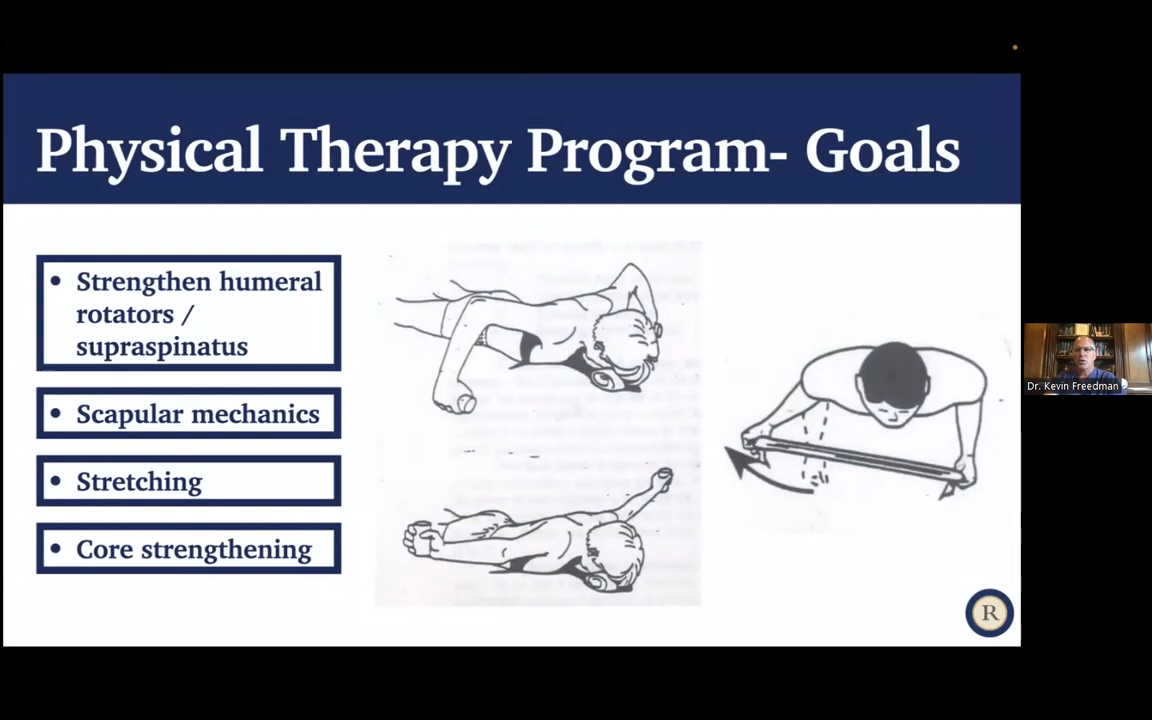 Physical Therapy Program- Goals
• Strengthen humeral
rotators /
supraspinatus
• Scapular mechanics
• Stretching
• Core strengthening
R
Dr. Kevin Freedman